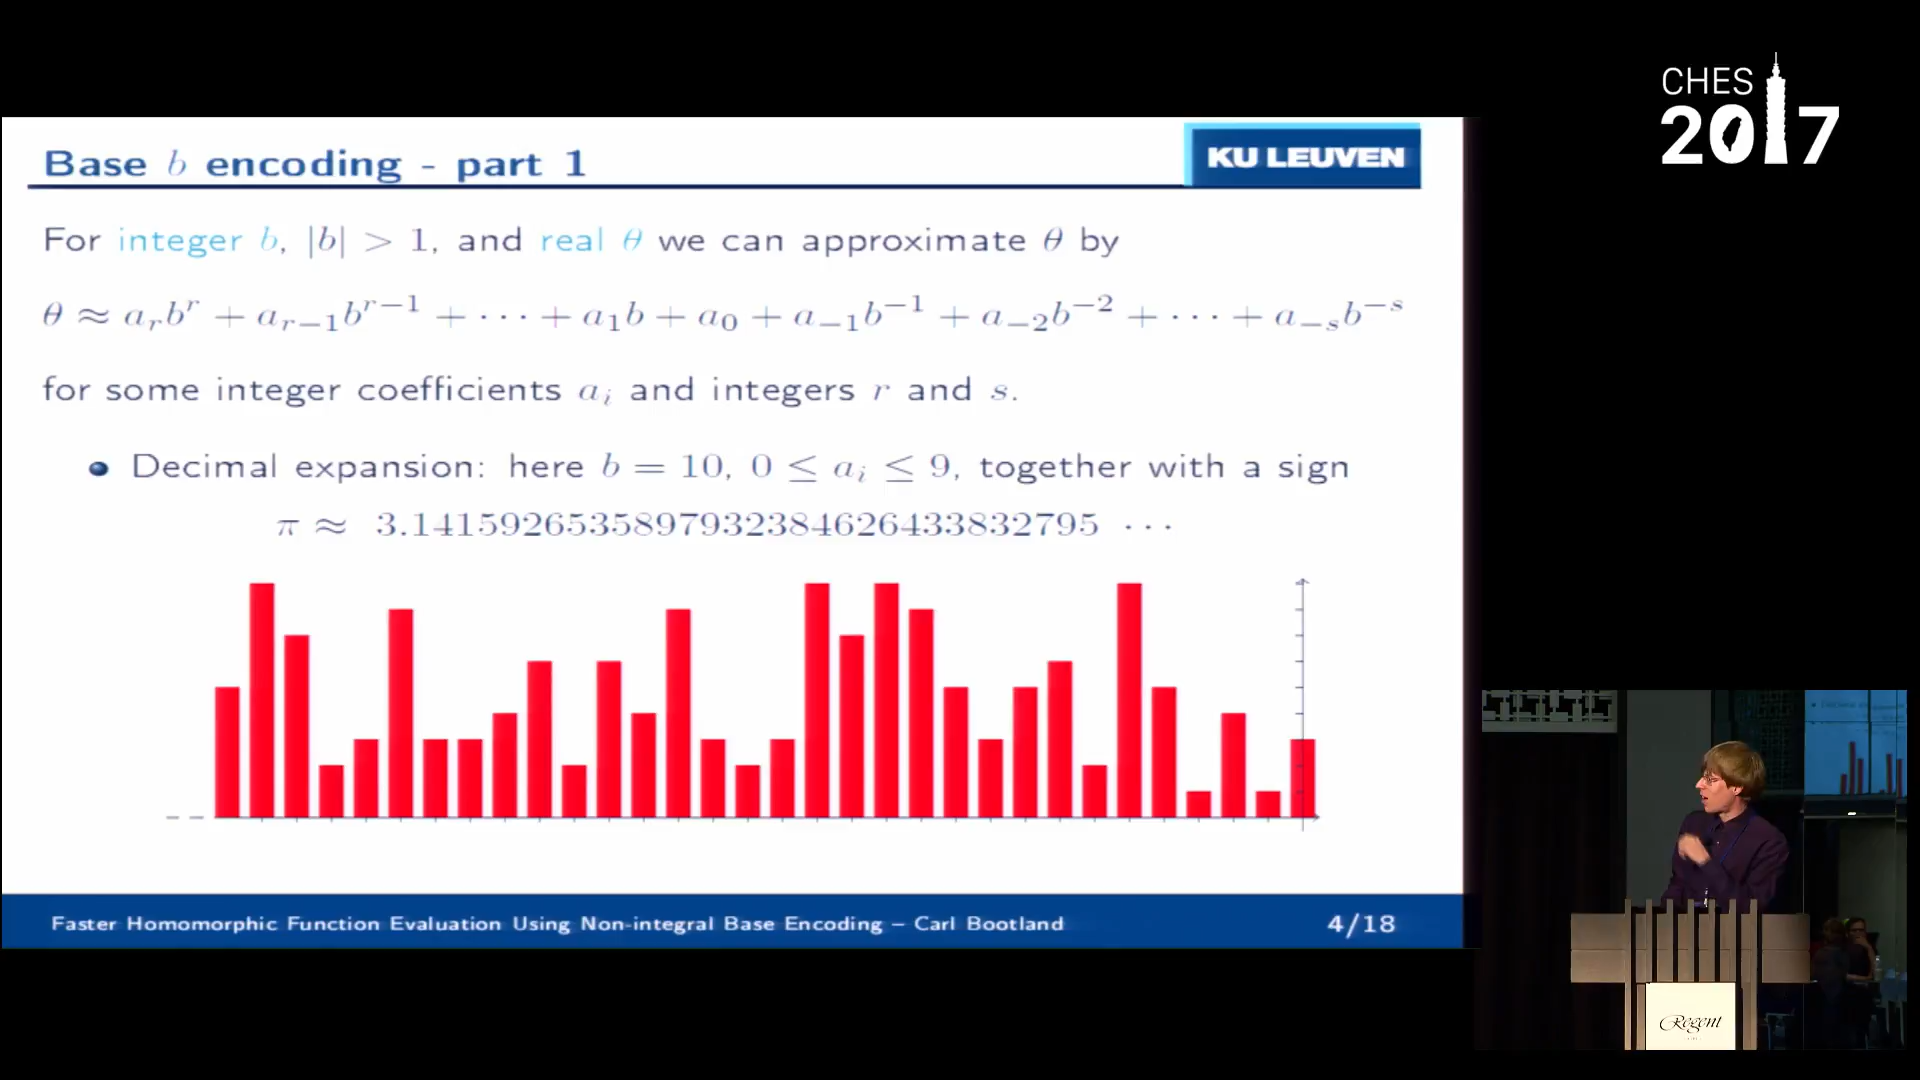 CHES
2017
Base b encoding - part 1
KU LEUVEN
For integer b, |b| > 1, and real θ we can approximate θ by
θ ≈ a_r b^r + a_{r−1} b^{r−1} + · · · + a_1 b + a_0 + a_{−1} b^{−1} + a_{−2} b^{−2} + · · · + a_{−s} b^{−s}
for some integer coefficients a_i and integers r and s.
Decimal expansion: here b = 10, 0 ≤ a_i ≤ 9, together with a sign
π ≈ 3.141592653589793238462643383​2795 · · ·
Faster Homomorphic Function Evaluation Using Non-integral Base Encoding – Carl Bootland
4/18
Regent